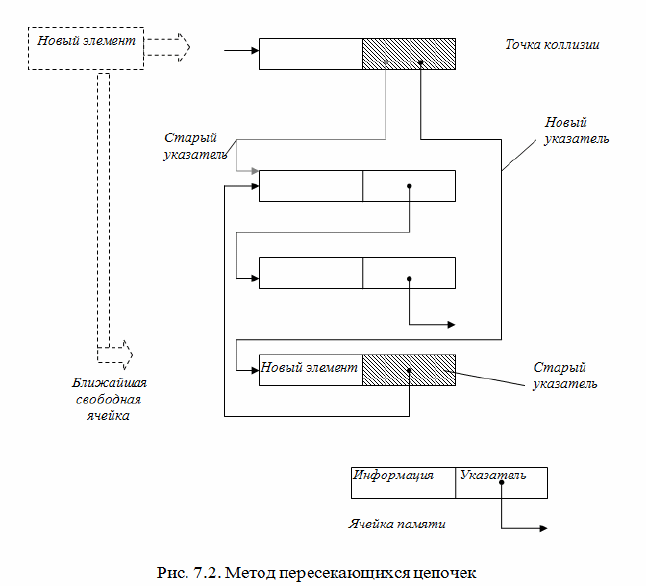 Новый элемент
Точка коллизии
Старый
указатель
Новый
указатель
Новый элемент
Старый
указатель
Ближайшая
свободная
ячейка
Информация
Указатель
Ячейка памяти
Рис. 7.2. Метод пересекающихся цепочек